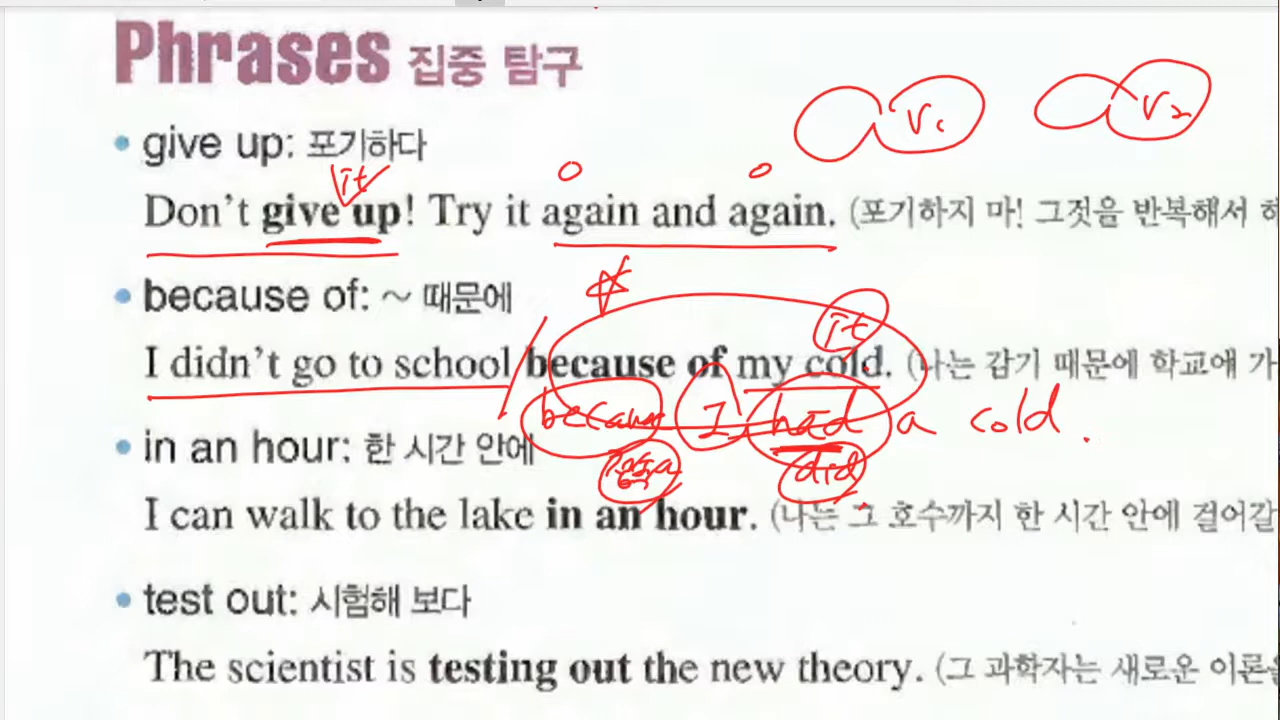 Phrases 집중 탐구
V₁ V₂
• give up: 포기하다
it
Don't give up! Try it again and again. (포기하지 마! 그것을 반복해서
• because of: ~ 때문에
it
I didn't go to school because of my cold. (나는 감기 때문에 학교에 가
because I had a cold.
• in an hour: 한 시간 안에
did
I can walk to the lake in an hour. (나는 그 호수까지 한 시간 안에 걸어갈
• test out: 시험해 보다
The scientist is testing out the new theory. (그 과학자는 새로운 이론을